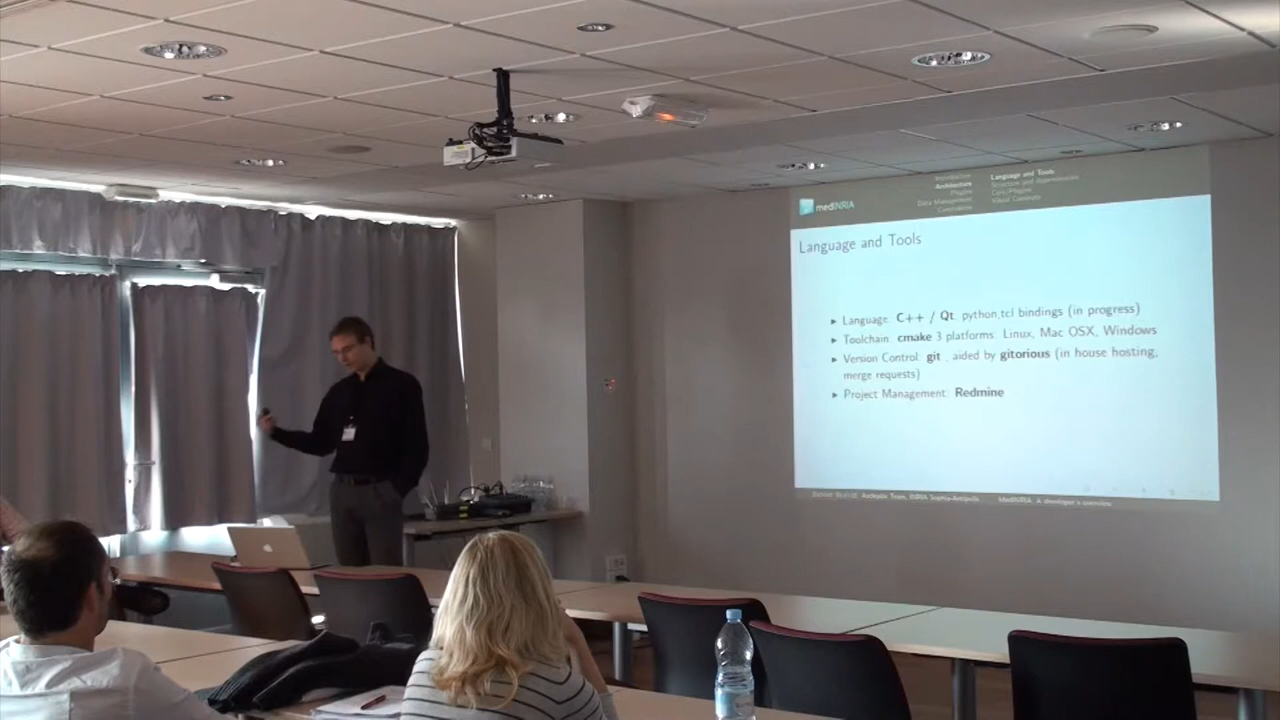 medINRIA
Introduction
Architecture
Plugins
Data Management
Conclusion
Language and Tools
Structure and dependencies
Core/Plugins
Visual Concepts
Language and Tools
▸ Language: C++ / Qt. python,tcl bindings (in progress)
▸ Toolchain: cmake 3 platforms: Linux, Mac OSX, Windows
▸ Version Control: git , aided by gitorious (in house hosting,
merge requests)
▸ Project Management: Redmine
Asclepios Team, INRIA Sophia-Antipolis
MedINRIA: A developer's overview